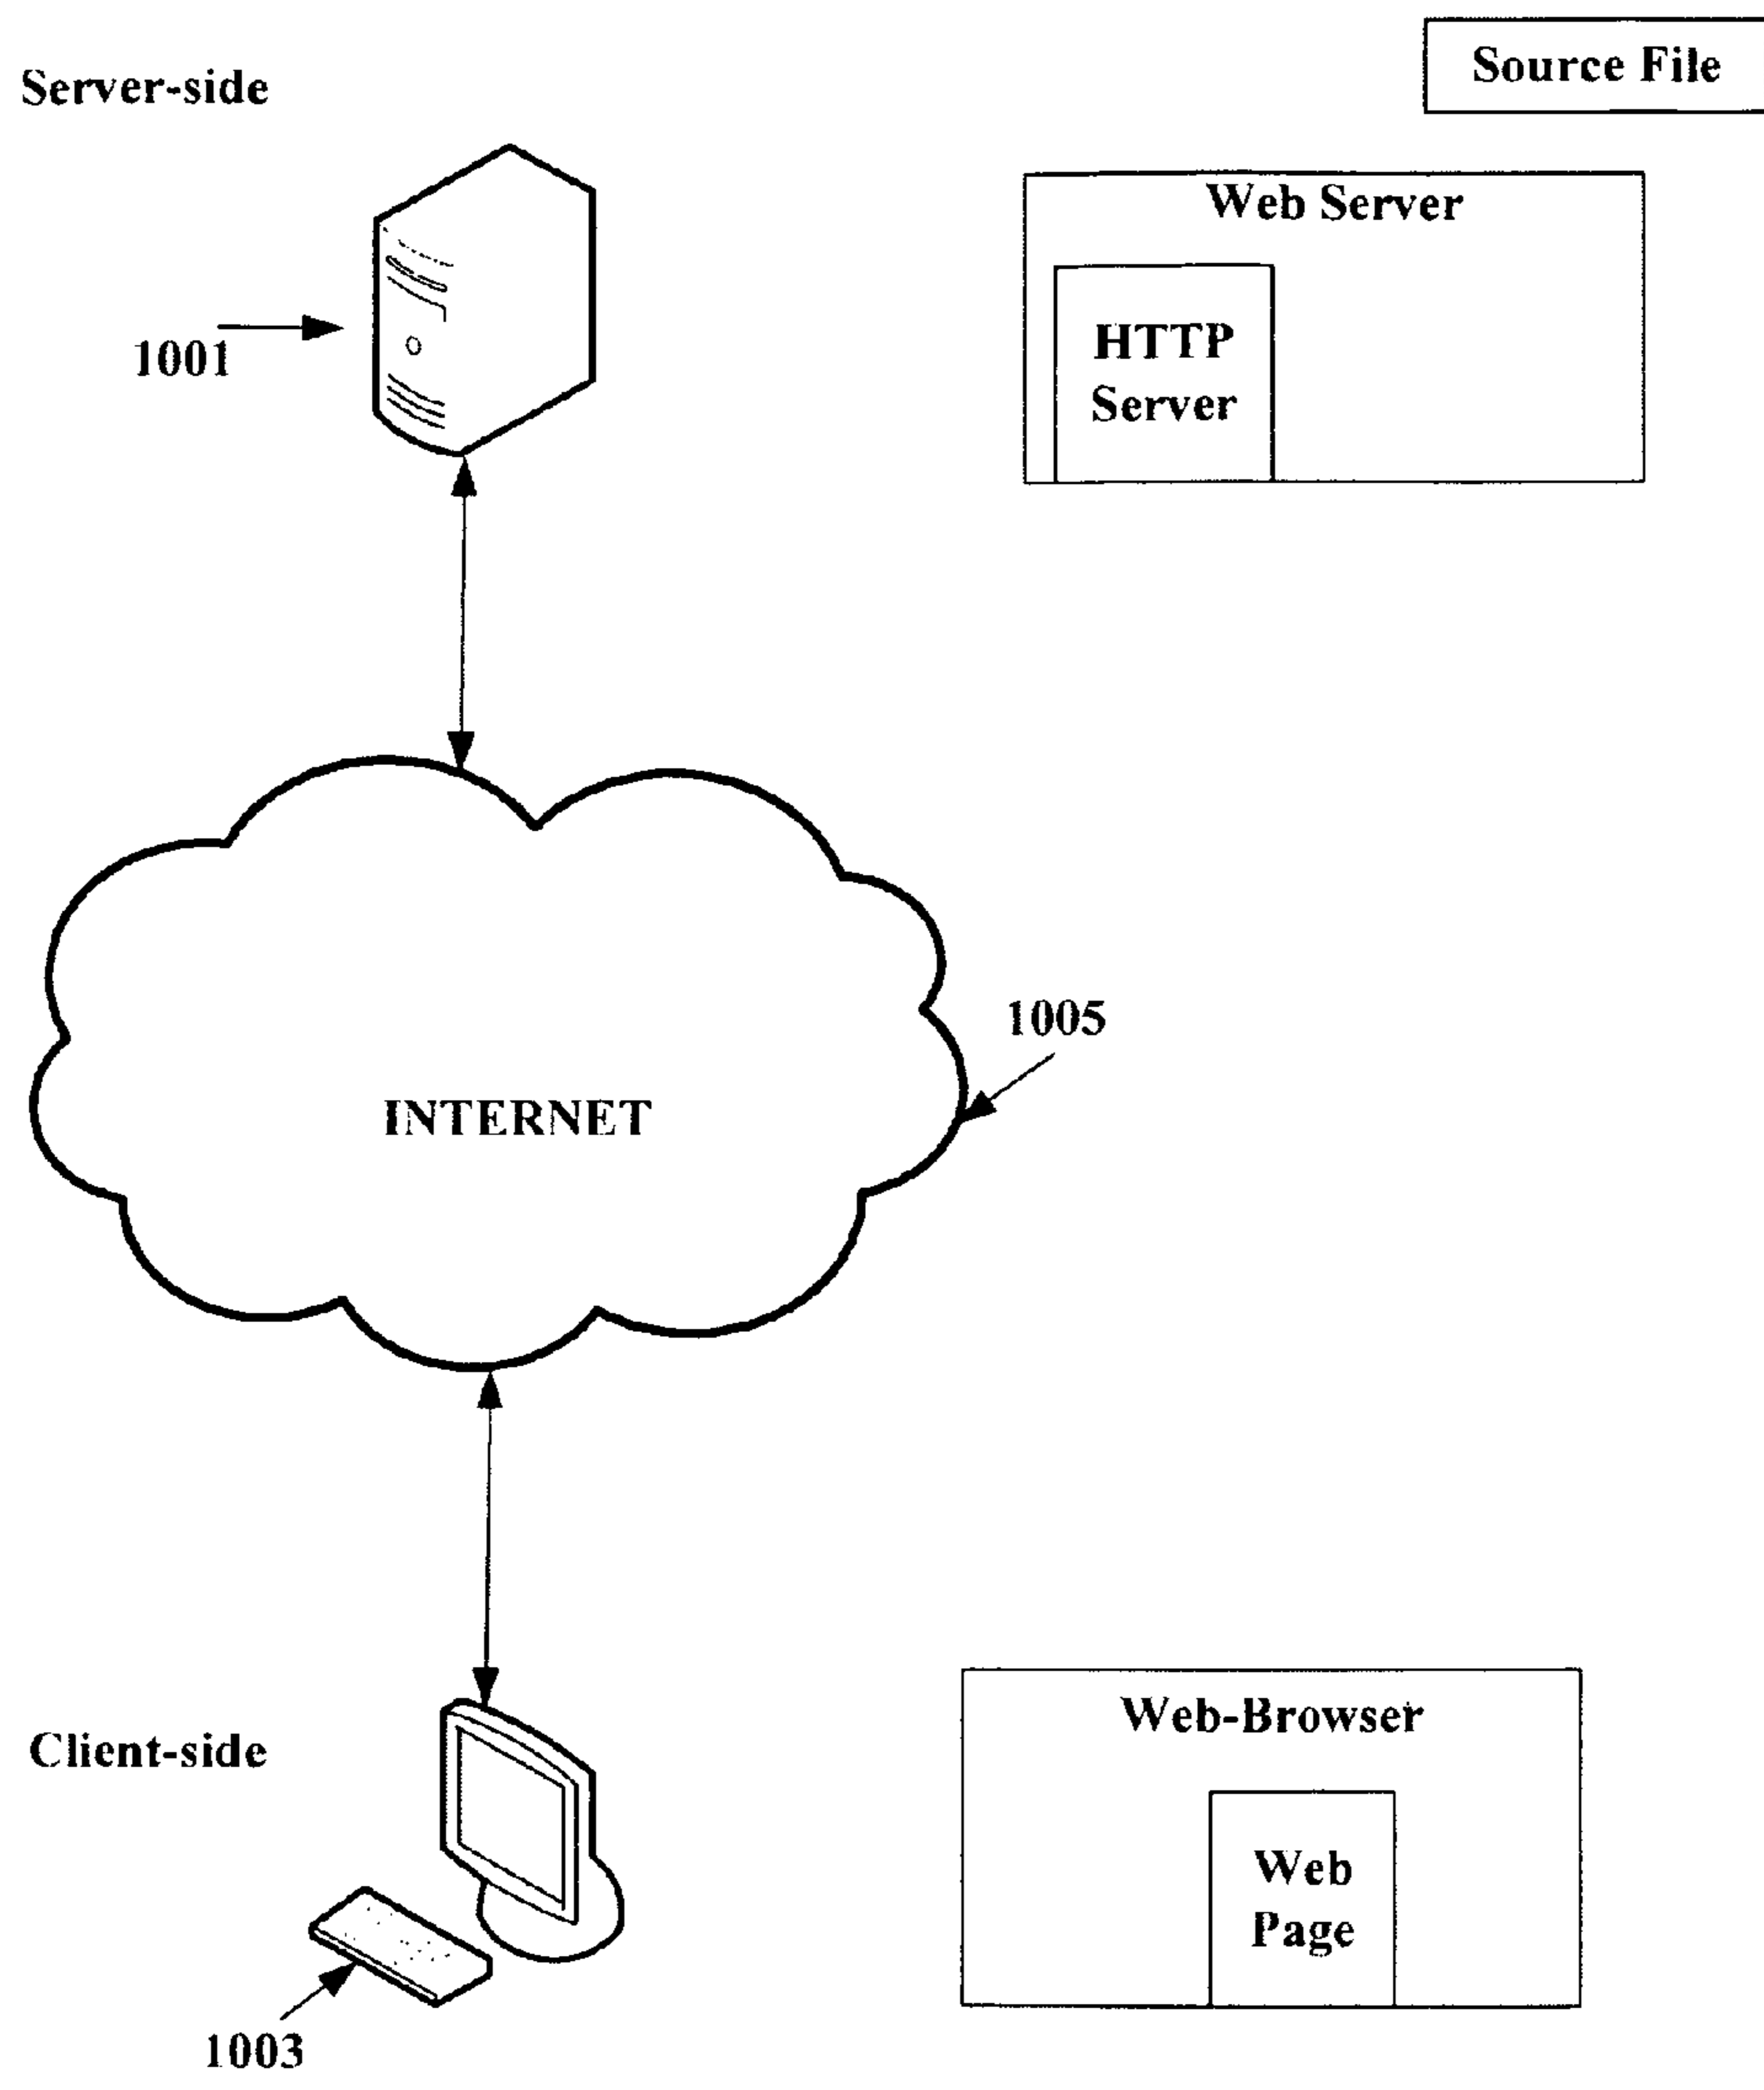 Source File
Server-side
Web Server
HTTP
Server
1001
1005
INTERNET
Web-Browser
Client-side
Web
Page
1003